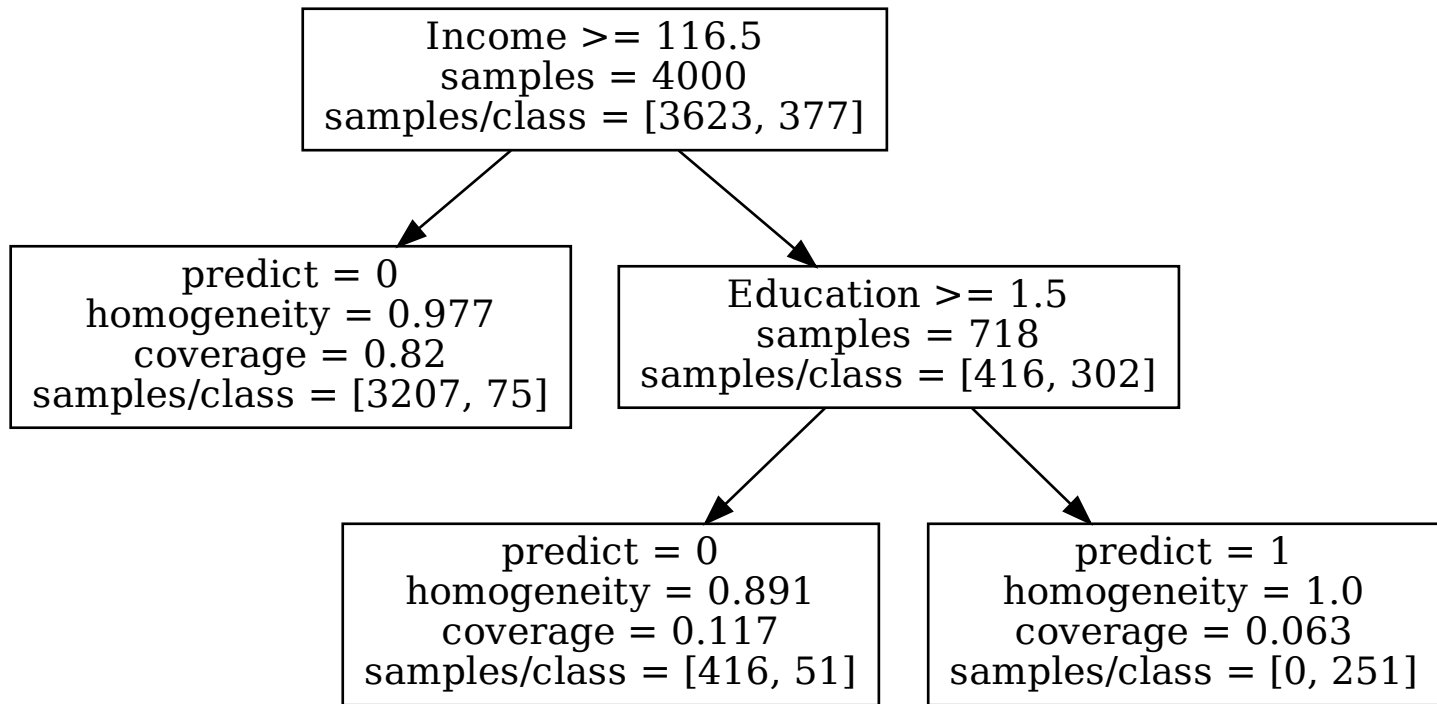 Income >= 116.5
samples = 4000
samples/class = [3623, 377]
predict = 0
homogeneity = 0.977
coverage = 0.82
samples/class = [3207, 75]
Education >= 1.5
samples = 718
samples/class = [416, 302]
predict = 0
homogeneity = 0.891
coverage = 0.117
samples/class = [416, 51]
predict = 1
homogeneity = 1.0
coverage = 0.063
samples/class = [0, 251]